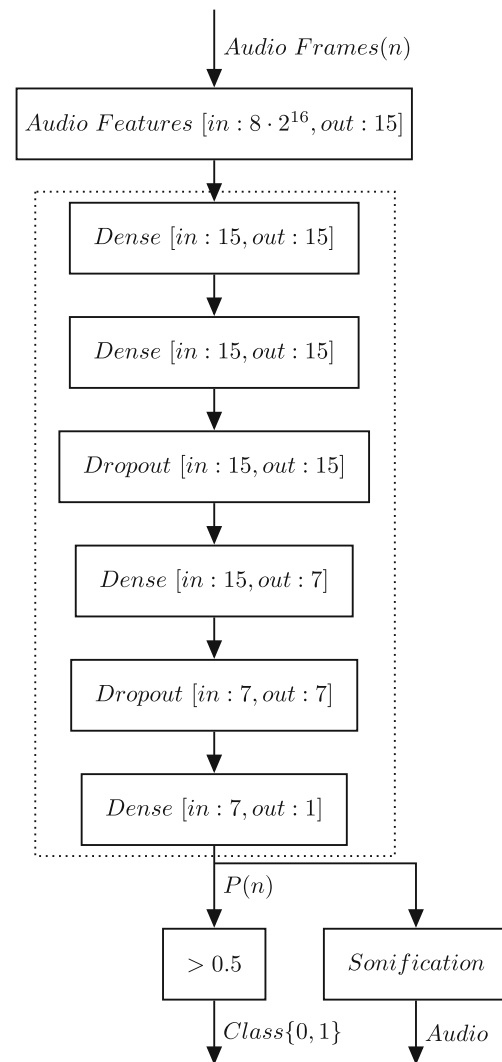 Audio Frames(n)
Audio Features [in : 8 · 2^16, out : 15]
Dense [in : 15, out : 15]
Dense [in : 15, out : 15]
Dropout [in : 15, out : 15]
Dense [in : 15, out : 7]
Dropout [in : 7, out : 7]
Dense [in : 7, out : 1]
P(n)
> 0.5
Sonification
Class{0, 1}
Audio